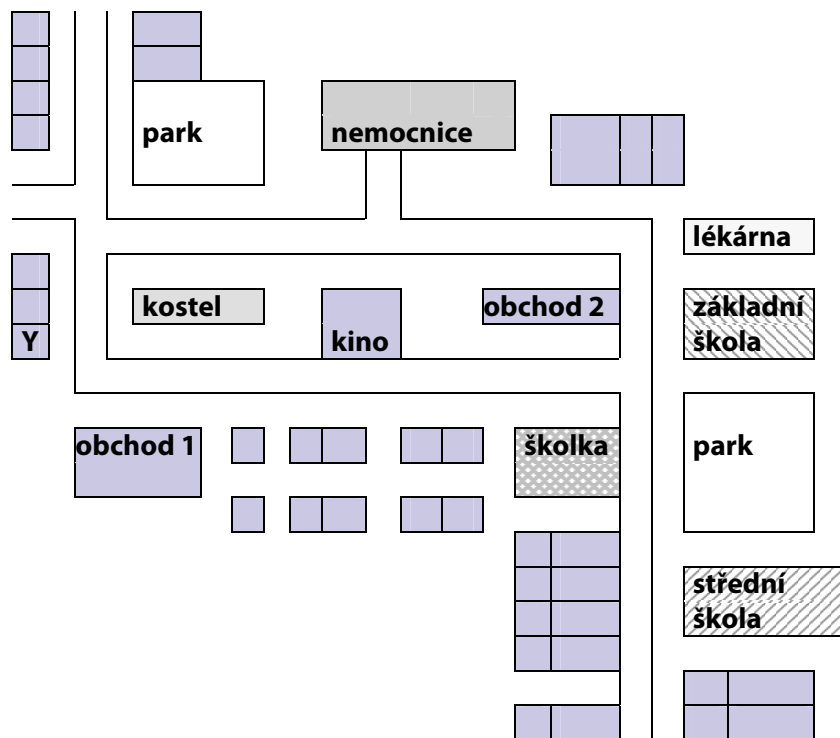 park
nemocnice
lékárna
kostel
obchod 2
základní
škola
Y
kino
obchod 1
školka
park
střední
škola